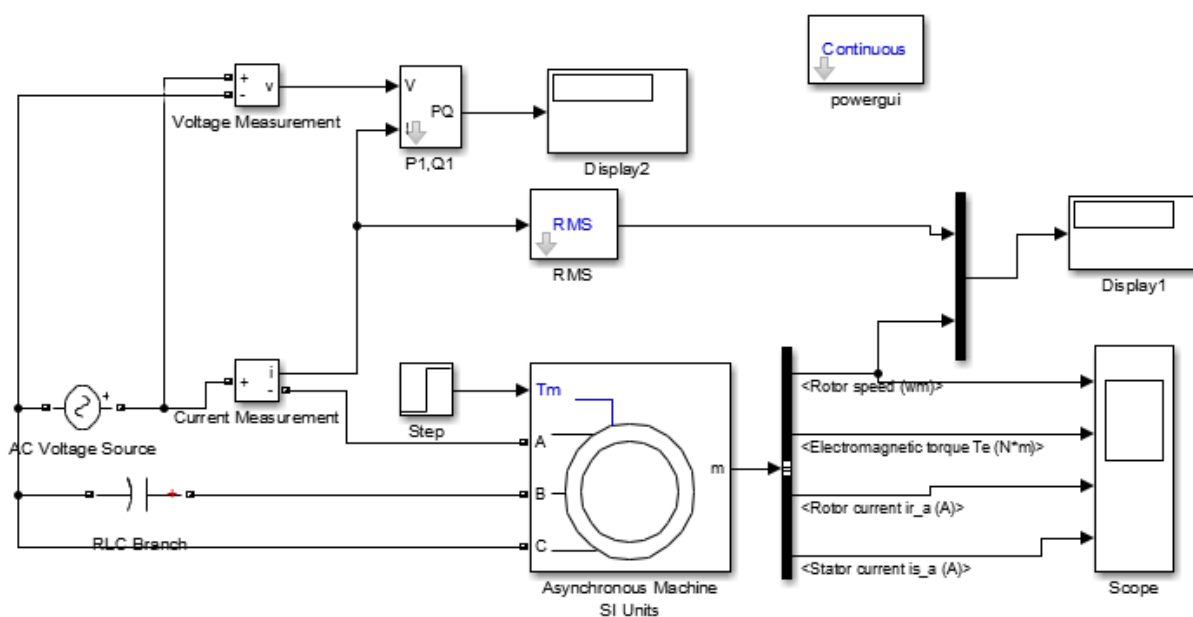 Continuous
powergui
+
-
v
Voltage Measurement
V
I
PQ
P1,Q1
Display2
RMS
RMS
Display1
+
i
-
Current Measurement
+
AC Voltage Source
Step
Tm
A
B
C
m
Asynchronous Machine
SI Units
+
RLC Branch
<Rotor speed (wm)>
<Electromagnetic torque Te (N*m)>
<Rotor current ir_a (A)>
<Stator current is_a (A)>
Scope